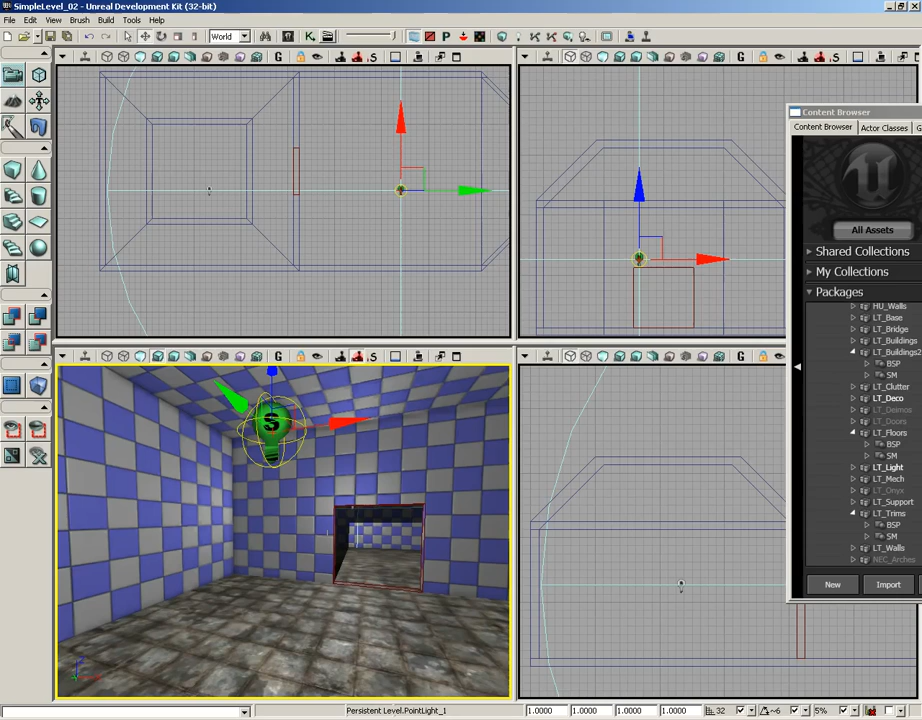 SimpleLevel_02 - Unreal Development Kit (32-bit)
File Edit View Brush Build Tools Help
World
G
G
Content Browser
Content Browser
Actor Classes
G
All Assets
Shared Collections
My Collections
Packages
HU_Walls
LT_Base
LT_Bridge
LT_Buildings
LT_Buildings2
BSP
SM
LT_Clutter
LT_Deco
LT_Deimos
LT_Doors
LT_Floors
BSP
SM
LT_Light
LT_Mech
LT_Onyx
LT_Support
LT_Trims
BSP
SM
LT_Walls
NEC_Arches
New
Import
G
G
S
Persistent Level.PointLight_1
1.0000
1.0000
1.0000
1.0000
32
6
5%